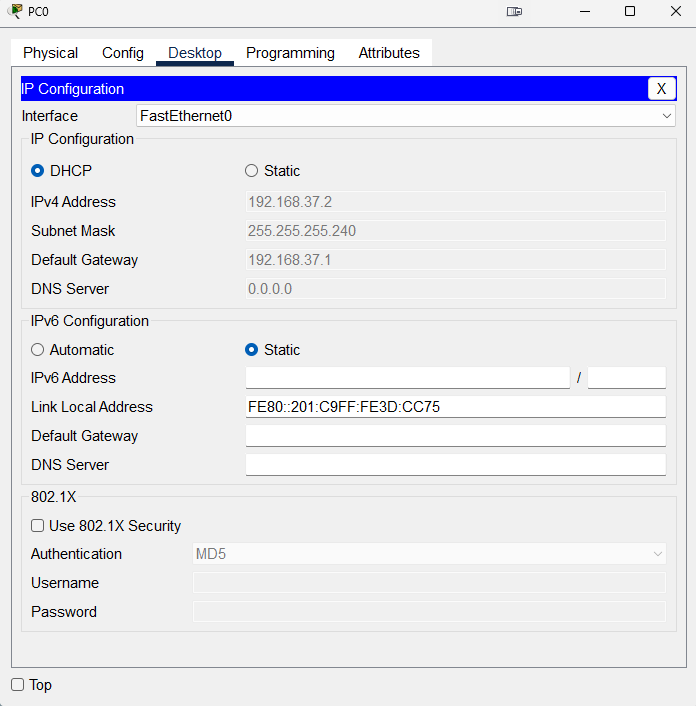 PC0
Physical Config Desktop Programming Attributes
IP Configuration X
Interface FastEthernet0
IP Configuration
DHCP Static
IPv4 Address 192.168.37.2
Subnet Mask 255.255.255.240
Default Gateway 192.168.37.1
DNS Server 0.0.0.0
IPv6 Configuration
Automatic Static
IPv6 Address /
Link Local Address FE80::201:C9FF:FE3D:CC75
Default Gateway
DNS Server
802.1X
Use 802.1X Security
Authentication MD5
Username
Password
Top